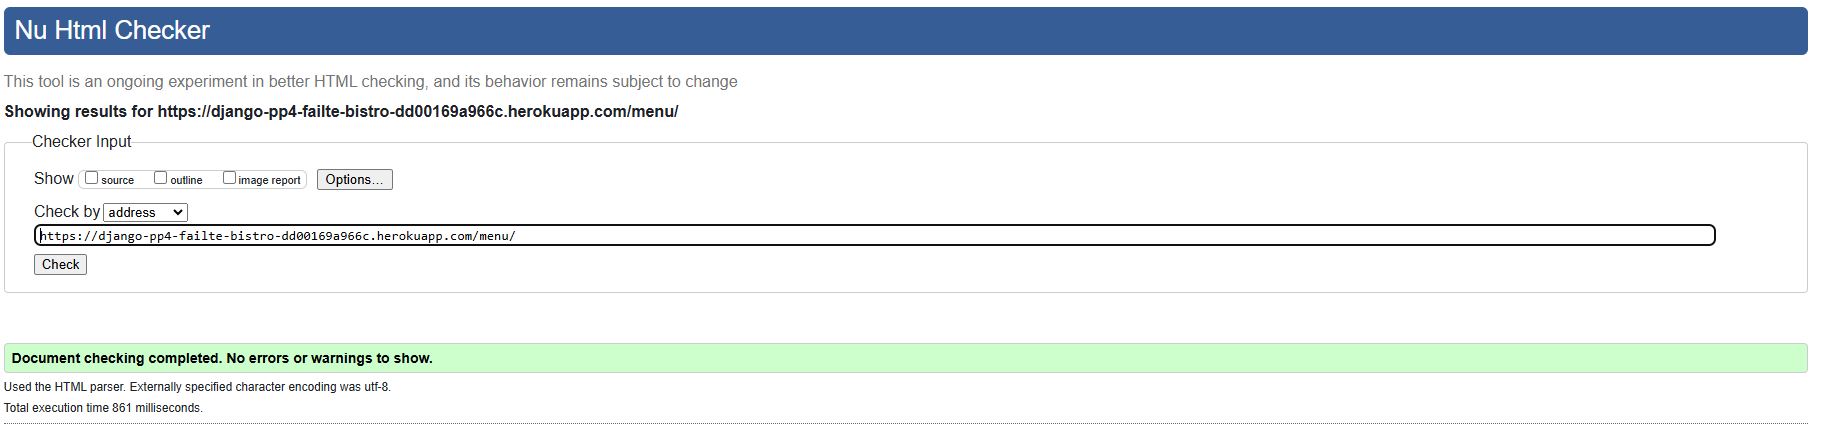 Nu Html Checker
This tool is an ongoing experiment in better HTML checking, and its behavior remains subject to change
Showing results for https://django-pp4-failte-bistro-dd00169a966c.herokuapp.com/menu/
Checker Input
Show source outline image report Options...
Check by address
https://django-pp4-failte-bistro-dd00169a966c.herokuapp.com/menu/
Check
Document checking completed. No errors or warnings to show.
Used the HTML parser. Externally specified character encoding was utf-8.
Total execution time 861 milliseconds.